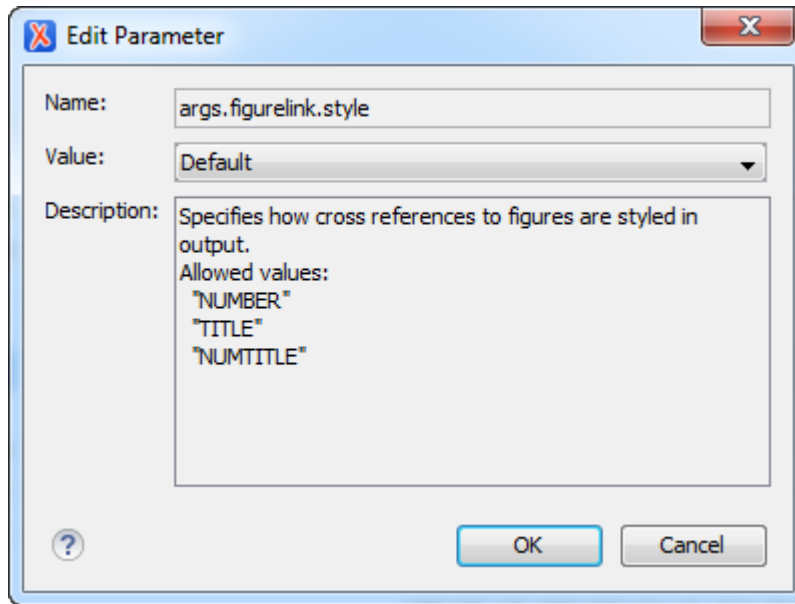 Edit Parameter
Name:
args.figurelink.style
Value:
Default
Description:
Specifies how cross references to figures are styled in
output.
Allowed values:
"NUMBER"
"TITLE"
"NUMTITLE"
?
OK
Cancel